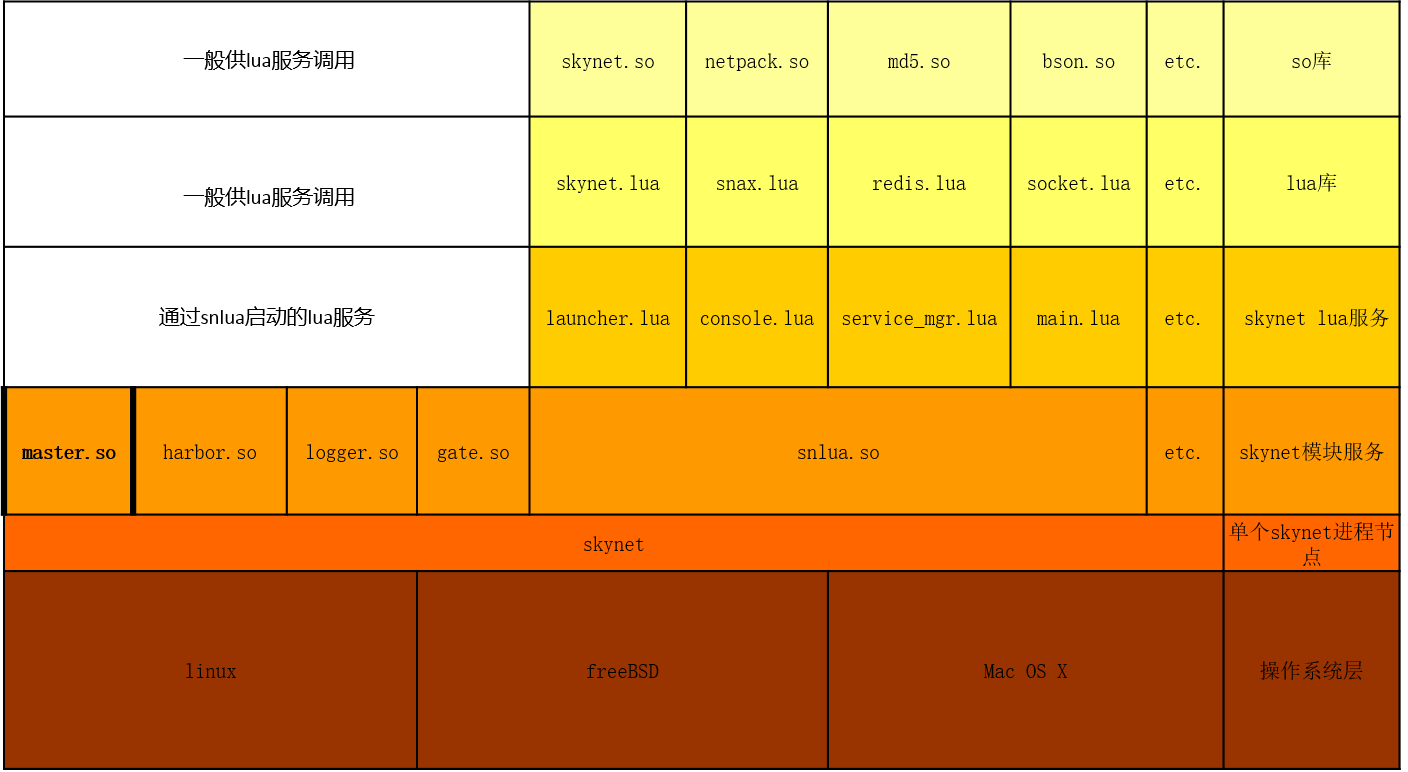 一般供lua服务调用
skynet.so
netpack.so
md5.so
bson.so
etc.
so库
一般供lua服务调用
skynet.lua
snax.lua
redis.lua
socket.lua
etc.
lua库
通过snlua启动的lua服务
launcher.lua
console.lua
service_mgr.lua
main.lua
etc.
skynet lua服务
master.so
harbor.so
logger.so
gate.so
snlua.so
etc.
skynet模块服务
skynet
单个skynet进程节
点
linux
freeBSD
Mac OS X
操作系统层